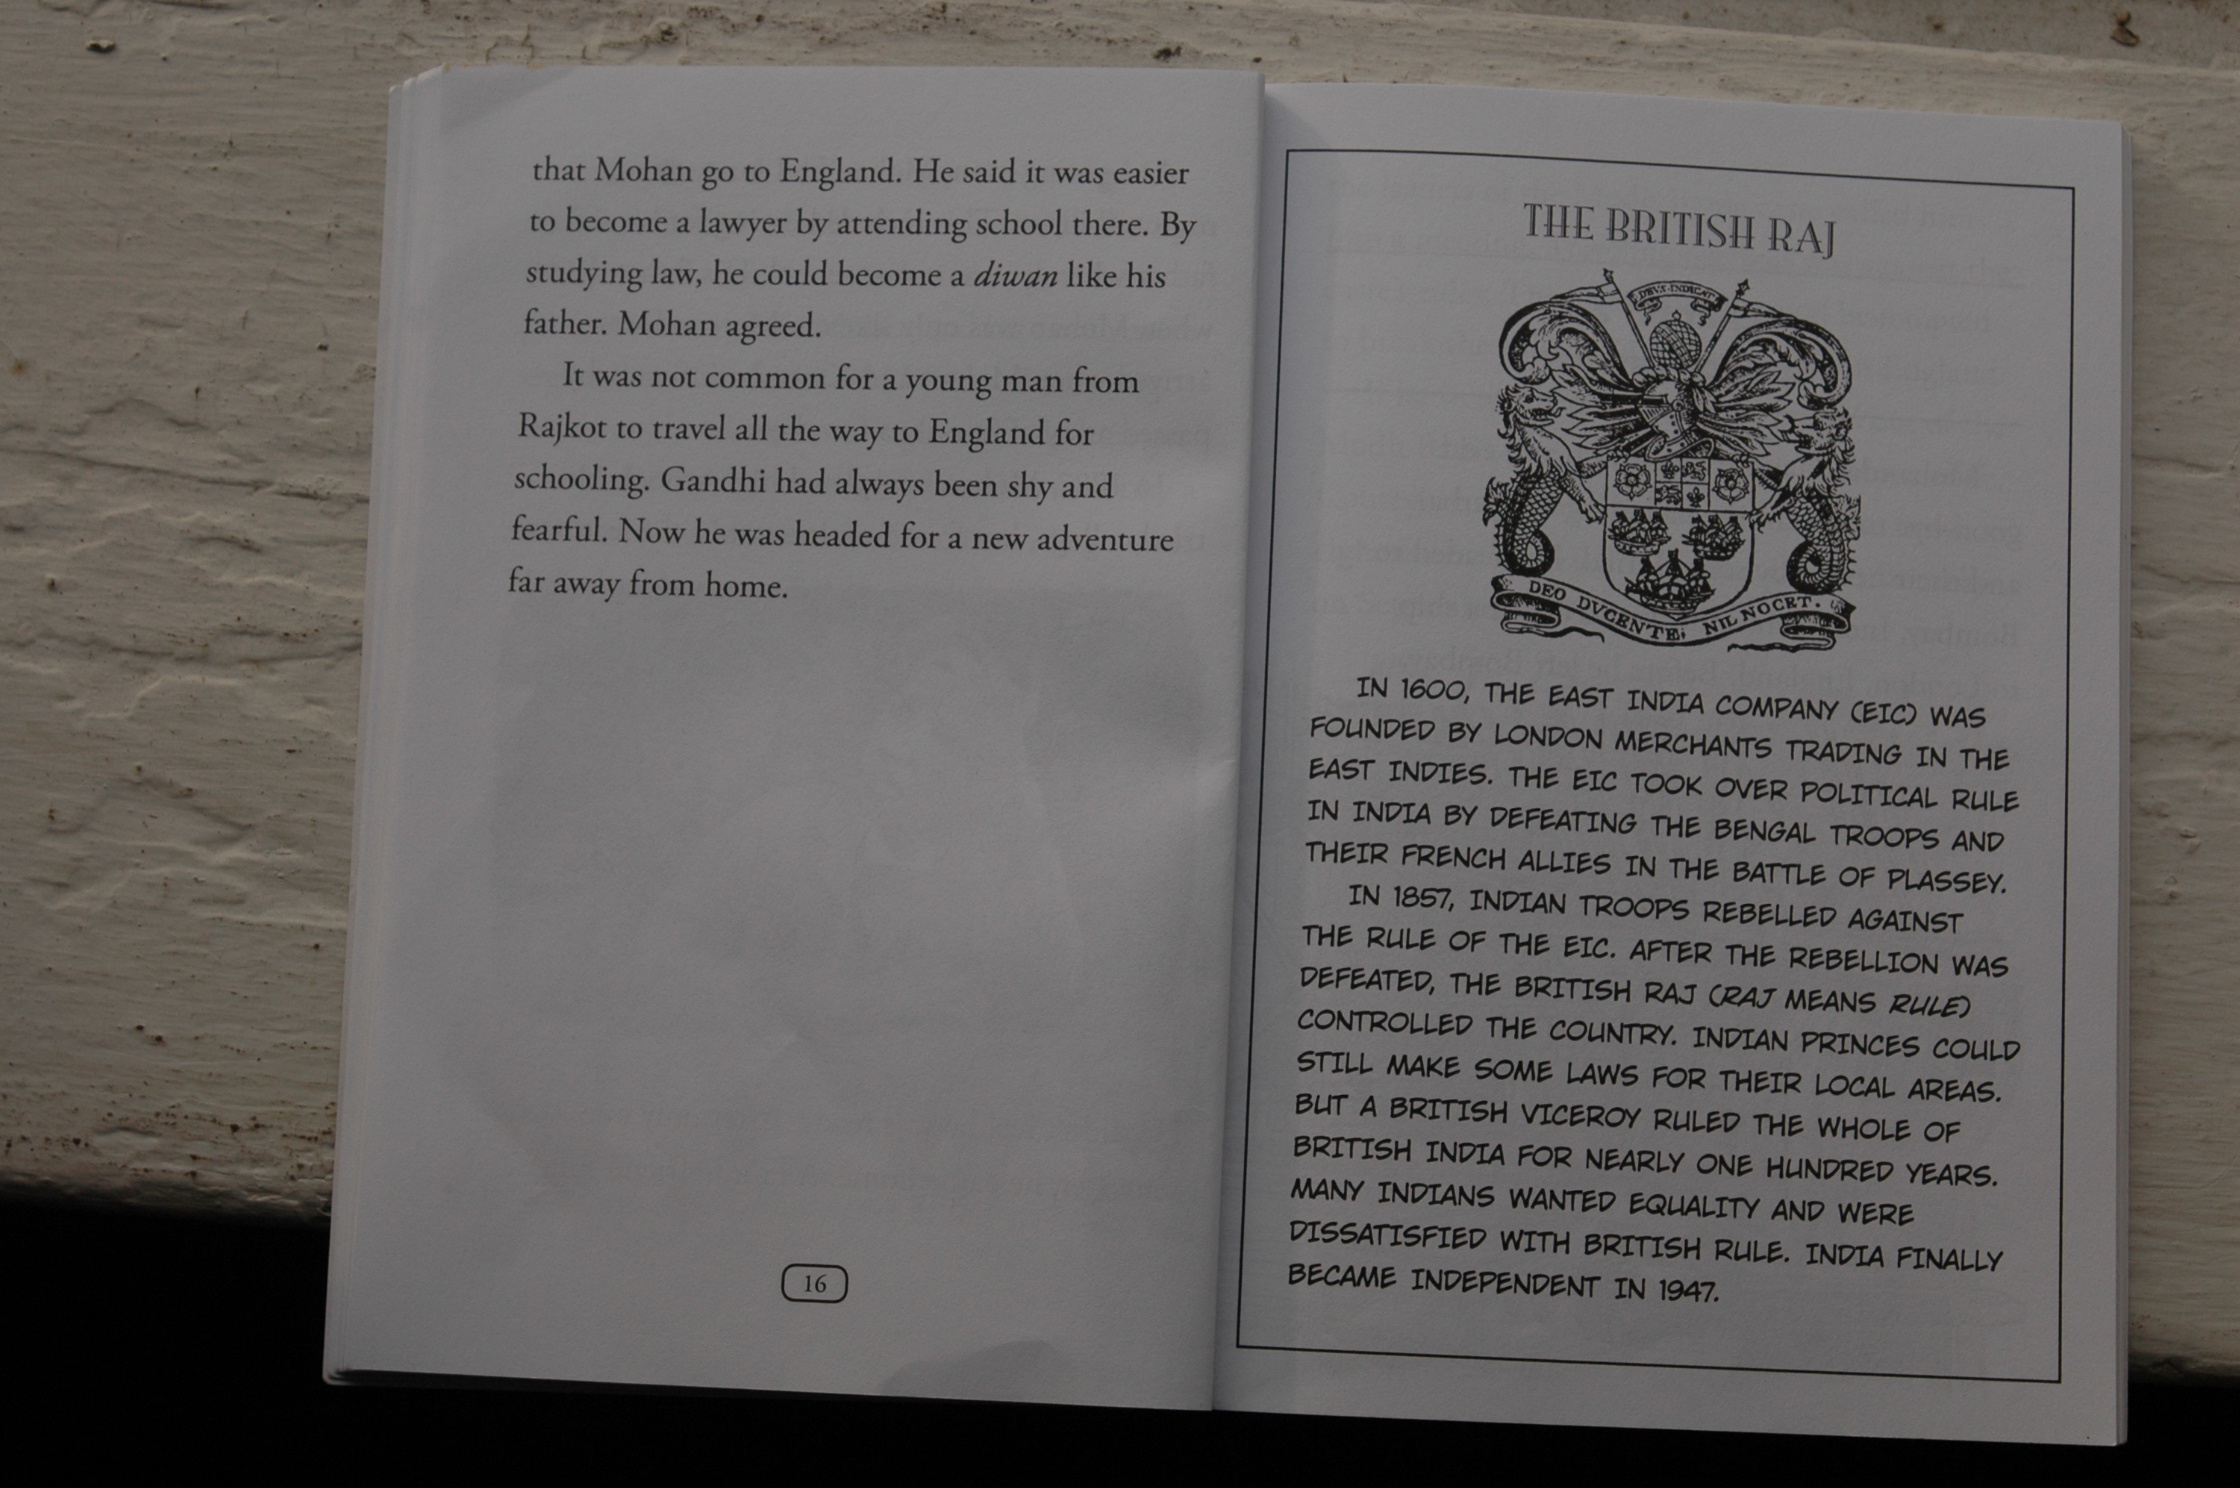 that Mohan go to England. He said it was easier
to become a lawyer by attending school there. By
studying law, he could become a diwan like his
father. Mohan agreed.
It was not common for a young man from
Rajkot to travel all the way to England for
schooling. Gandhi had always been shy and
fearful. Now he was headed for a new adventure
far away from home.
16
THE BRITISH RAJ
DEVS·INDICAT
DEO DVCENTE NIL NOCET.
IN 1600, THE EAST INDIA COMPANY (EIC) WAS
FOUNDED BY LONDON MERCHANTS TRADING IN THE
EAST INDIES. THE EIC TOOK OVER POLITICAL RULE
IN INDIA BY DEFEATING THE BENGAL TROOPS AND
THEIR FRENCH ALLIES IN THE BATTLE OF PLASSEY.
IN 1857, INDIAN TROOPS REBELLED AGAINST
THE RULE OF THE EIC. AFTER THE REBELLION WAS
DEFEATED, THE BRITISH RAJ (RAJ MEANS RULE)
CONTROLLED THE COUNTRY. INDIAN PRINCES COULD
STILL MAKE SOME LAWS FOR THEIR LOCAL AREAS.
BUT A BRITISH VICEROY RULED THE WHOLE OF
BRITISH INDIA FOR NEARLY ONE HUNDRED YEARS.
MANY INDIANS WANTED EQUALITY AND WERE
DISSATISFIED WITH BRITISH RULE. INDIA FINALLY
BECAME INDEPENDENT IN 1947.